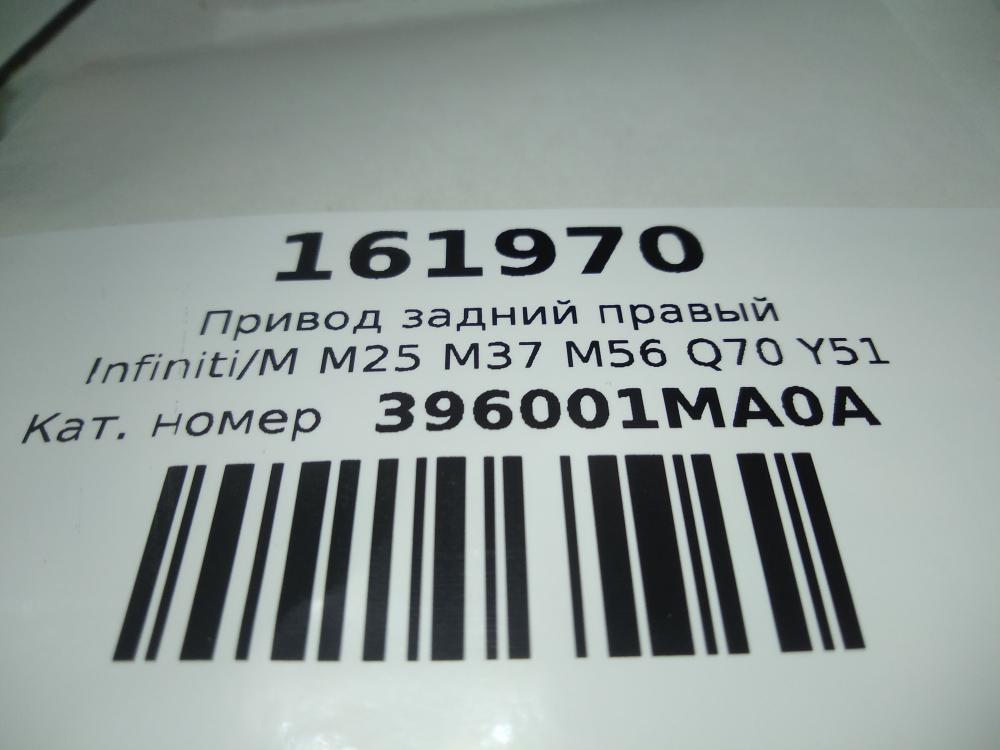 161970
Привод задний правый
Infiniti/M M25 M37 M56 Q70 Y51
Кат. номер 396001MA0A